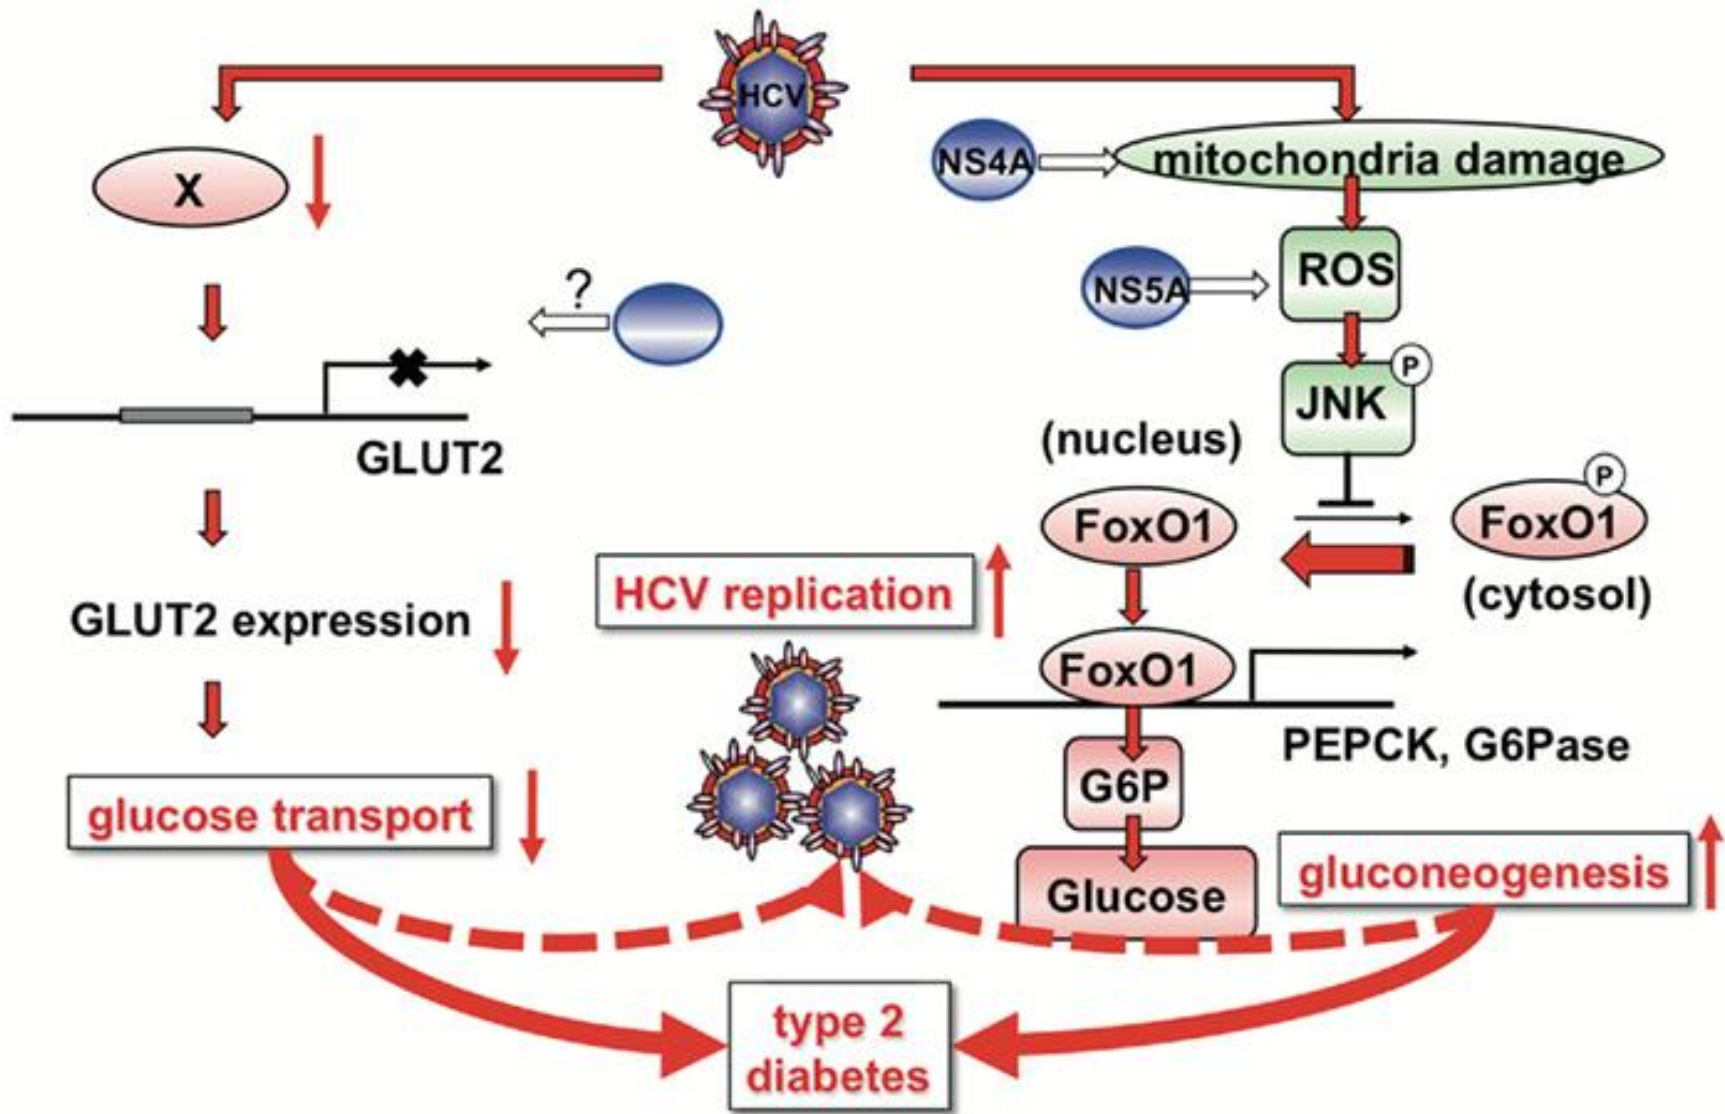 HCV
NS4A
mitochondria damage
X
ROS
NS5A
?
P
JNK
(nucleus)
GLUT2
P
FoxO1
FoxO1
HCV replication
(cytosol)
GLUT2 expression
FoxO1
PEPCK, G6Pase
G6P
glucose transport
gluconeogenesis
Glucose
type 2
diabetes